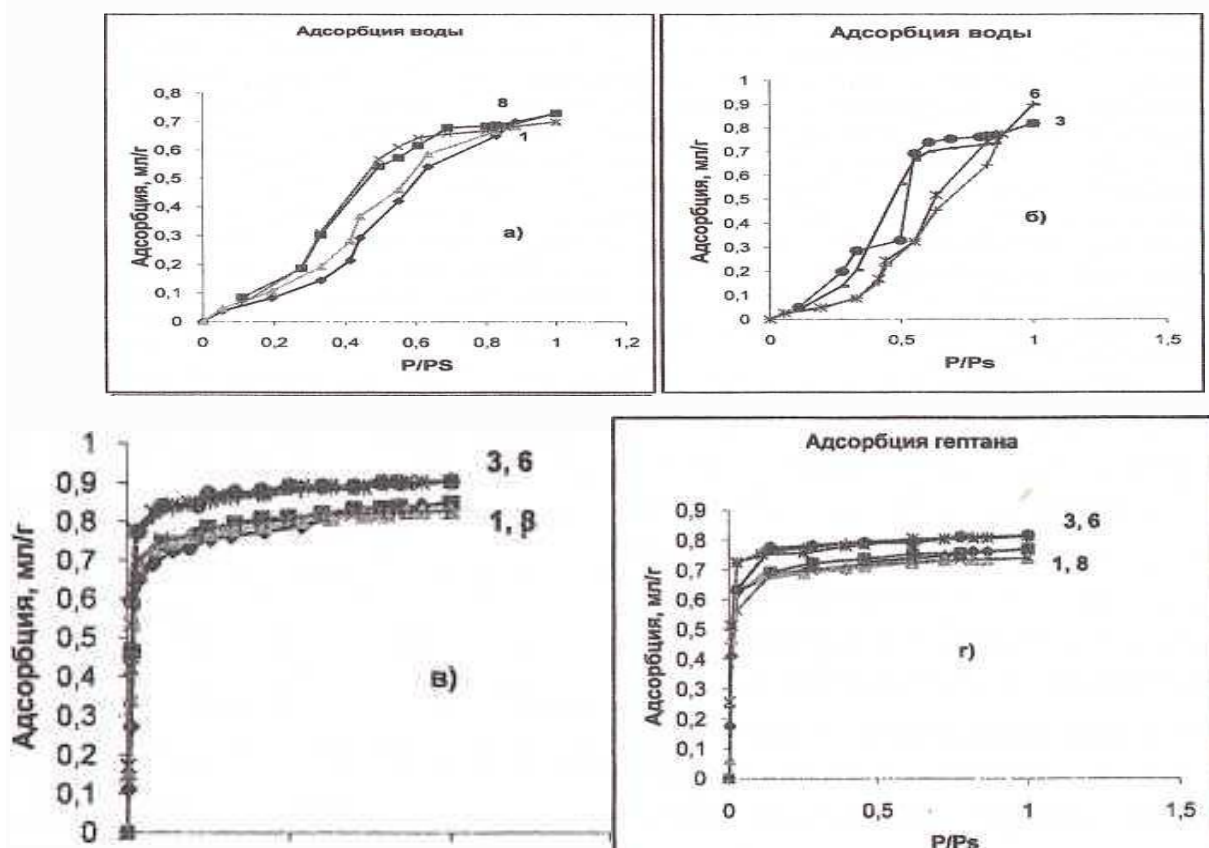 Адсорбция воды
Адсорбция, мл/г
0,8
0,7
0,6
0,5
0,4
0,3
0,2
0,1
0
8
1
а)
0 0,2 0,4 0,6 0,8 1 1,2
P/PS
Адсорбция воды
Адсорбция, мл/г
1
0,9
0,8
0,7
0,6
0,5
0,4
0,3
0,2
0,1
0
6
3
б)
0 0,5 1 1,5
P/Ps
Адсорбция, мл/г
1
0,9
0,8
0,7
0,6
0,5
0,4
0,3
0,2
0,1
0
3, 6
1, 8
в)
Адсорбция гептана
Адсорбция, мл/г
0,9
0,8
0,7
0,6
0,5
0,4
0,3
0,2
0,1
0
3, 6
1, 8
г)
0 0,5 1 1,5
P/Ps